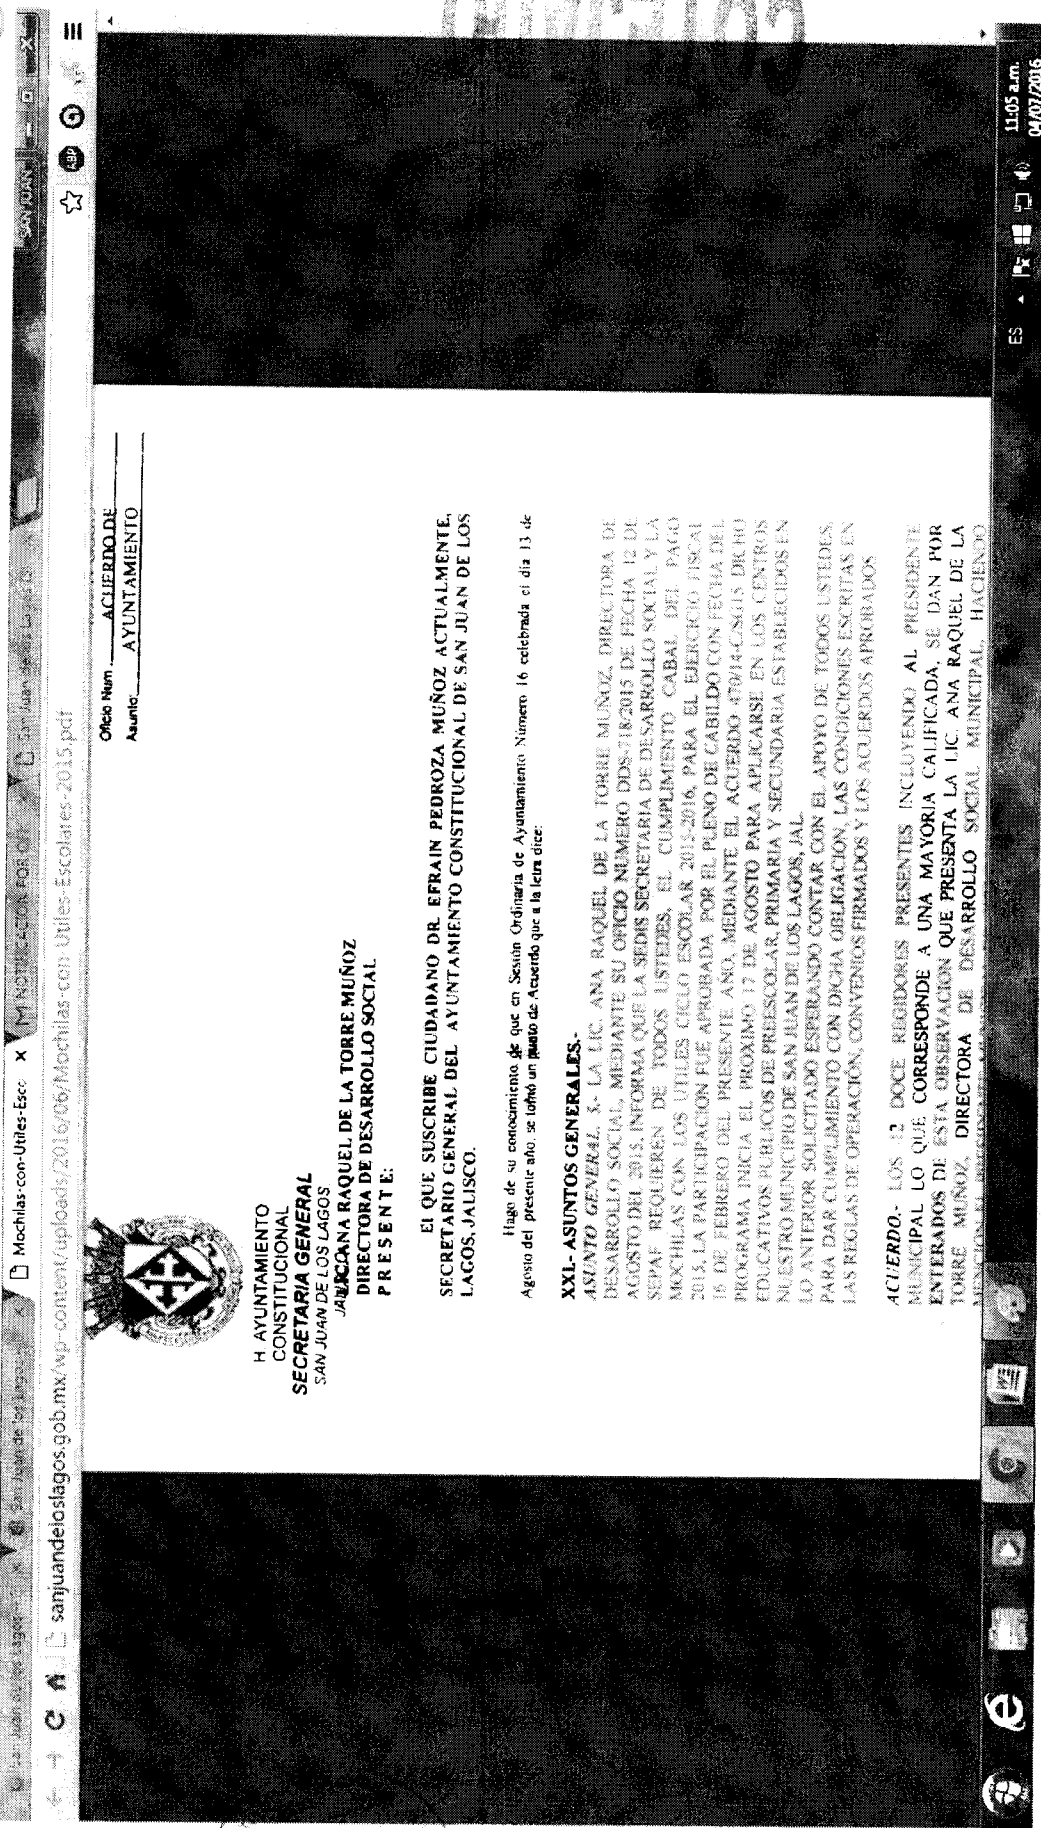 SAN JUAN
Mochilas-con-Utiles-Escc ×
M NOTIFICACION POR
sanjuandeloslagos.gob.mx/wp-content/uploads/2016/06/Mochilas-con-Utiles-Escolares-2015.pdf
ABP
Oficio Num. ACUERDO DE
Asunto: AYUNTAMIENTO
H. AYUNTAMIENTO
CONSTITUCIONAL
SECRETARIA GENERAL
SAN JUAN DE LOS LAGOS
ANA RAQUEL DE LA TORRE MUÑOZ
DIRECTORA DE DESARROLLO SOCIAL
P R E S E N T E:
El QUE SUSCRIBE CIUDADANO DR. EFRAIN PEDROZA MUÑOZ ACTUALMENTE,
SECRETARIO GENERAL DEL AYUNTAMIENTO CONSTITUCIONAL DE SAN JUAN DE LOS
LAGOS, JALISCO.
Hago de su conocimiento de que en Sesión Ordinaria de Ayuntamiento Número 16 celebrada el día 13 de
Agosto del presente año, se tomó un punto de Acuerdo que a la letra dice:
XXI.- ASUNTOS GENERALES.-
ASUNTO GENERAL. 5.- LA LIC. ANA RAQUEL DE LA TORRE MUÑOZ, DIRECTORA DE
DESARROLLO SOCIAL, MEDIANTE SU OFICIO NUMERO DDS-718/2015 DE FECHA 12 DE
AGOSTO DEL 2015, INFORMA QUE LA SEDIS SECRETARIA DE DESARROLLO SOCIAL Y LA
SEPAF REQUIEREN DE TODOS USTEDES, EL CUMPLIMIENTO CABAL DEL PAGO
MOCHILAS CON LOS UTILES CICLO ESCOLAR 2015-2016, PARA EL EJERCICIO FISCAL
2015, LA PARTICIPACION FUE APROBADA POR EL PLENO DE CABILDO CON FECHA DEL
16 DE FEBRERO DEL PRESENTE AÑO, MEDIANTE EL ACUERDO 470/14-C/SG/15 DICHO
PROGRAMA INICIA EL PROXIMO 17 DE AGOSTO PARA APLICARSE EN LOS CENTROS
EDUCATIVOS PUBLICOS DE PREESCOLAR, PRIMARIA Y SECUNDARIA ESTABLECIDOS EN
NUESTRO MUNICIPIO DE SAN JUAN DE LOS LAGOS, JAL.
LO ANTERIOR SOLICITADO ESPERANDO CONTAR CON EL APOYO DE TODOS USTEDES,
PARA DAR CUMPLIMIENTO CON DICHA OBLIGACION, LAS CONDICIONES ESCRITAS EN
LAS REGLAS DE OPERACIÓN, CONVENIOS FIRMADOS Y LOS ACUERDOS APROBADOS
ACUERDO.- LOS 12 DOCE REGIDORES PRESENTES INCLUYENDO AL PRESIDENTE
MUNICIPAL LO QUE CORRESPONDE A UNA MAYORIA CALIFICADA, SE DAN POR
ENTERADOS DE ESTA OBSERVACION QUE PRESENTA LA LIC. ANA RAQUEL DE LA
TORRE MUÑOZ, DIRECTORA DE DESARROLLO SOCIAL MUNICIPAL, HACIENDO
ES
11:05 a.m.
04/07/2016